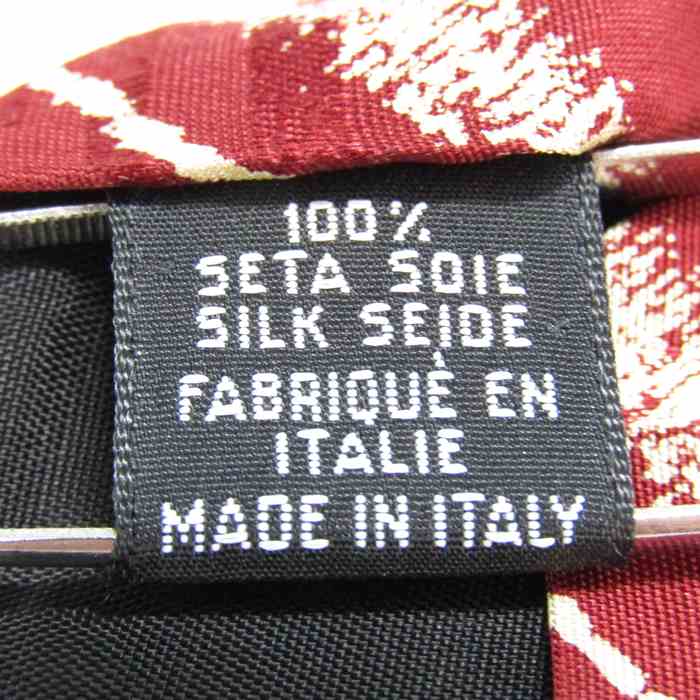 100%
SETA SOIE
SILK SEIDE
FABRIQUÉ EN
ITALIE
MADE IN ITALY